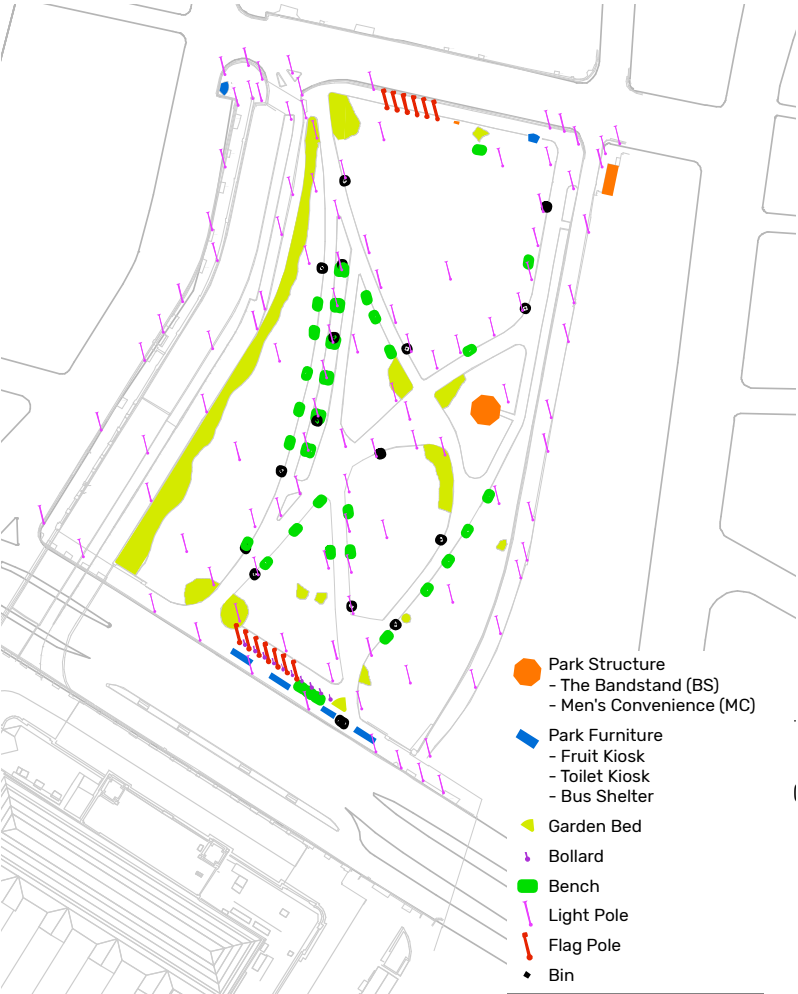 Park Structure
- The Bandstand (BS)
- Men's Convenience (MC)
Park Furniture
- Fruit Kiosk
- Toilet Kiosk
- Bus Shelter
Garden Bed
Bollard
Bench
Light Pole
Flag Pole
Bin